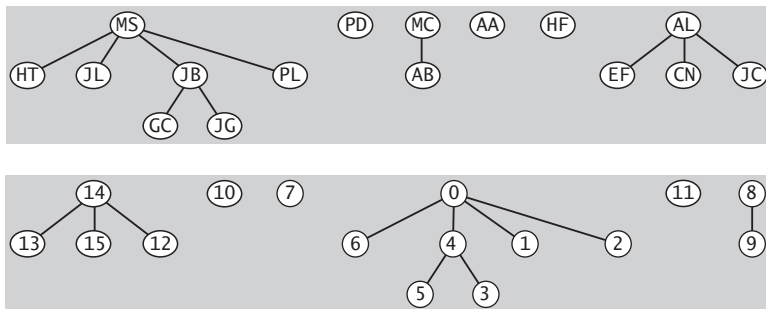 MS PD MC AA HF AL
HT JL JB PL AB EF CN JC
GC JG
14 10 7 0 11 8
13 15 12 6 4 1 2 9
5 3